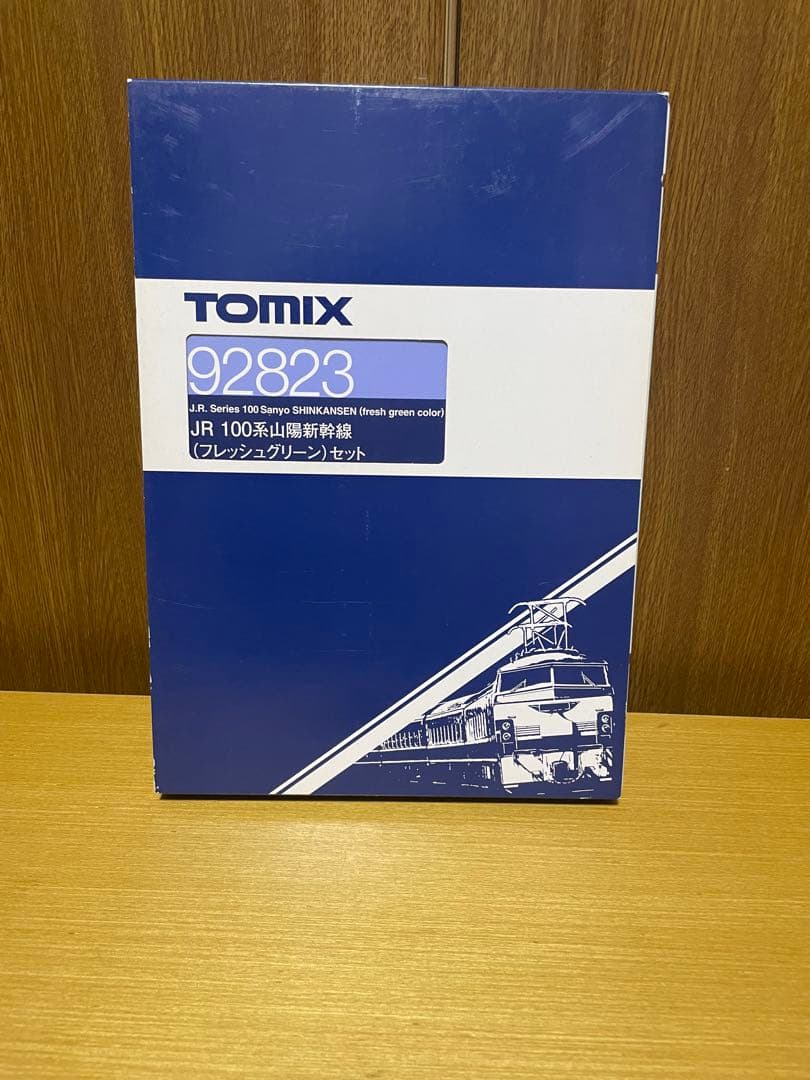 TOMIX
92823
J.R. Series 100 Sanyo SHINKANSEN (fresh green color)
JR 100系山陽新幹線
(フレッシュグリーン)セット